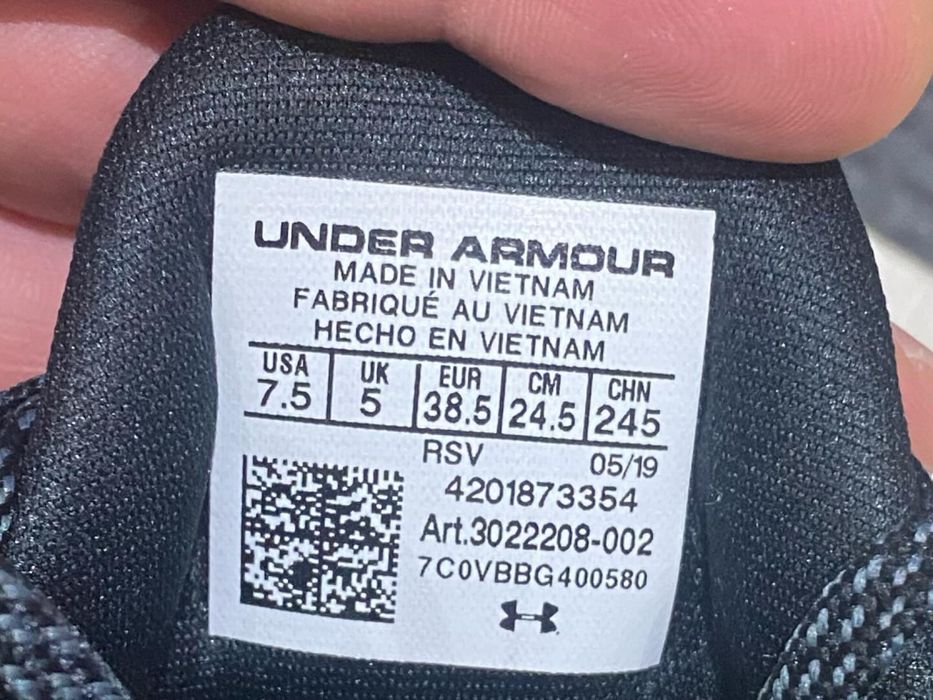 UNDER ARMOUR
MADE IN VIETNAM
FABRIQUÉ AU VIETNAM
HECHO EN VIETNAM
USA UK EUR CM CHN
7.5 5 38.5 24.5 245
RSV 05/19
4201873354
Art.3022208-002
7C0VBBG400580